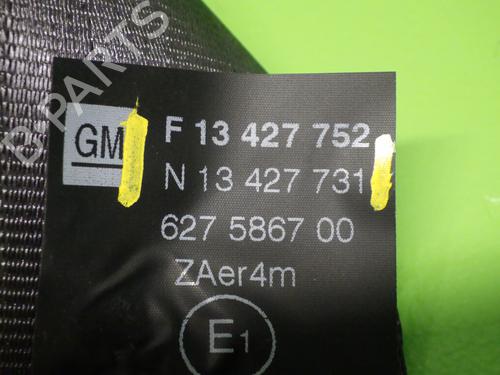 B-PARTS
GM
F 13 427 752
N 13 427 731
627 5867 00
ZAer4m
E1